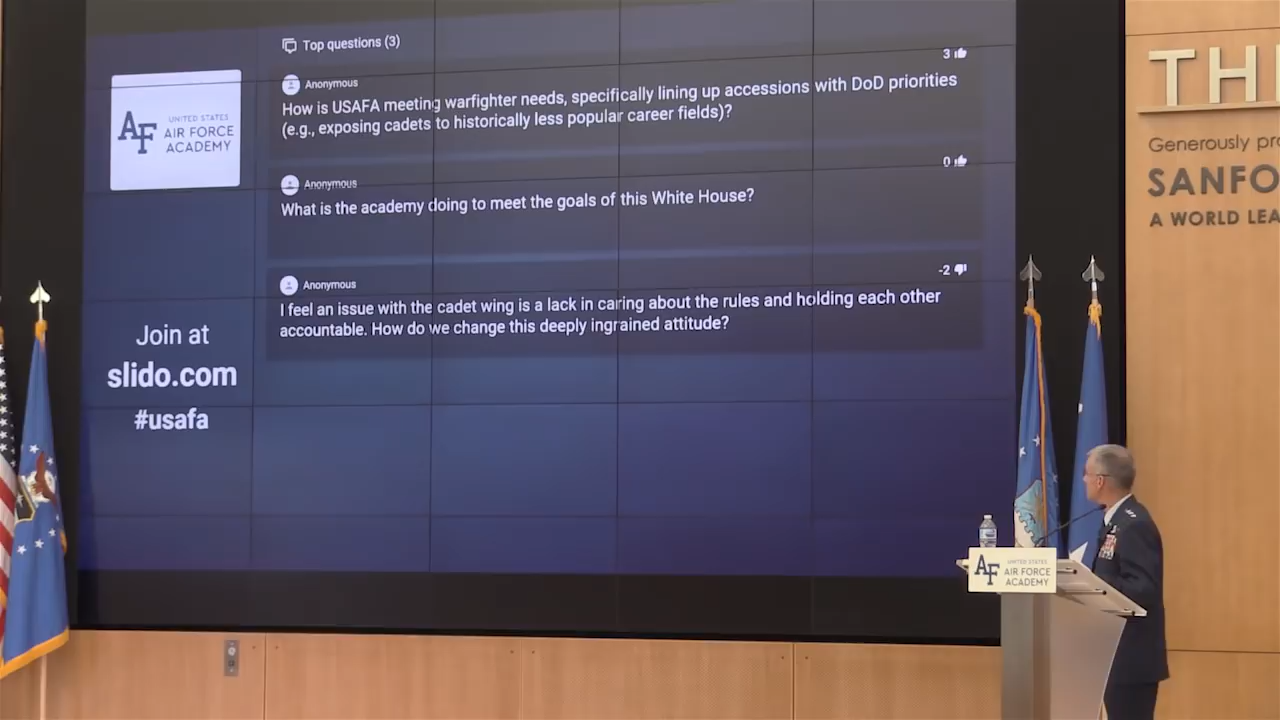 Top questions (3)
3
Anonymous
How is USAFA meeting warfighter needs, specifically lining up accessions with DoD priorities
(e.g., exposing cadets to historically less popular career fields)?
0
Anonymous
What is the academy doing to meet the goals of this White House?
-2
Anonymous
I feel an issue with the cadet wing is a lack in caring about the rules and holding each other
accountable. How do we change this deeply ingrained attitude?
AF
UNITED STATES
AIR FORCE
ACADEMY
Join at
slido.com
#usafa
Generously
A WORLD
AF
UNITED STATES
AIR FORCE
ACADEMY